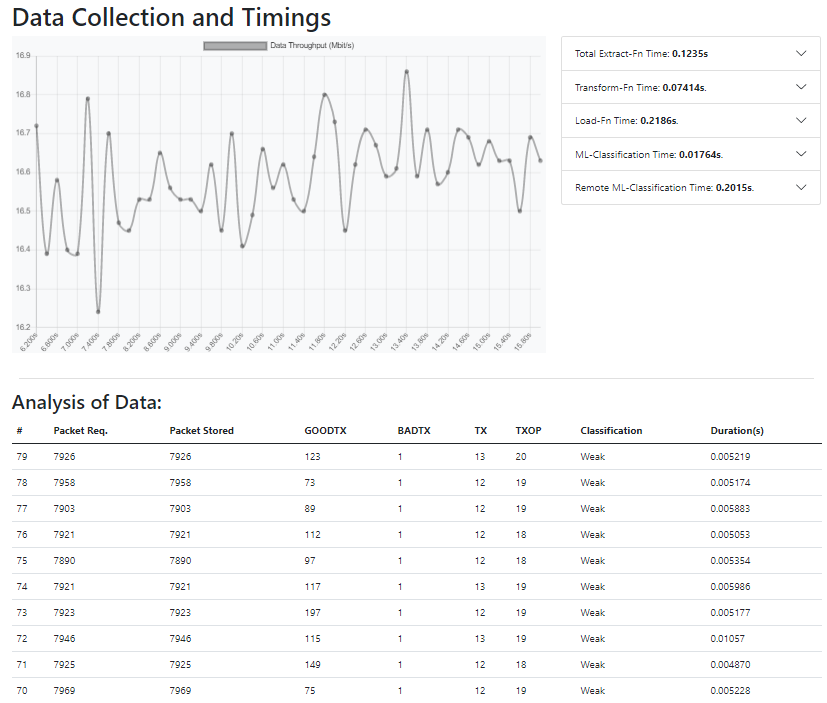 Data Collection and Timings
Data Throughput (Mbit/s)
16.9
16.8
16.7
16.6
16.5
16.4
16.3
16.2
6.200s 6.600s 7.000s 7.400s 7.800s 8.200s 8.600s 9.000s 9.400s 9.800s 10.20s 10.60s 11.00s 11.40s 11.80s 12.20s 12.60s 13.00s 13.40s 13.80s 14.20s 14.60s 15.00s 15.40s 15.80s
Total Extract-Fn Time: 0.1235s
Transform-Fn Time: 0.07414s.
Load-Fn Time: 0.2186s.
ML-Classification Time: 0.01764s.
Remote ML-Classification Time: 0.2015s.
Analysis of Data:
# Packet Req. Packet Stored GOODTX BADTX TX TXOP Classification Duration(s)
79 7926 7926 123 1 13 20 Weak 0.005219
78 7958 7958 73 1 12 19 Weak 0.005174
77 7903 7903 89 1 12 19 Weak 0.005883
76 7921 7921 112 1 12 18 Weak 0.005053
75 7890 7890 97 1 12 18 Weak 0.005354
74 7921 7921 117 1 13 19 Weak 0.005986
73 7923 7923 197 1 12 19 Weak 0.005177
72 7946 7946 115 1 13 19 Weak 0.01057
71 7925 7925 149 1 12 18 Weak 0.004870
70 7969 7969 75 1 12 19 Weak 0.005228